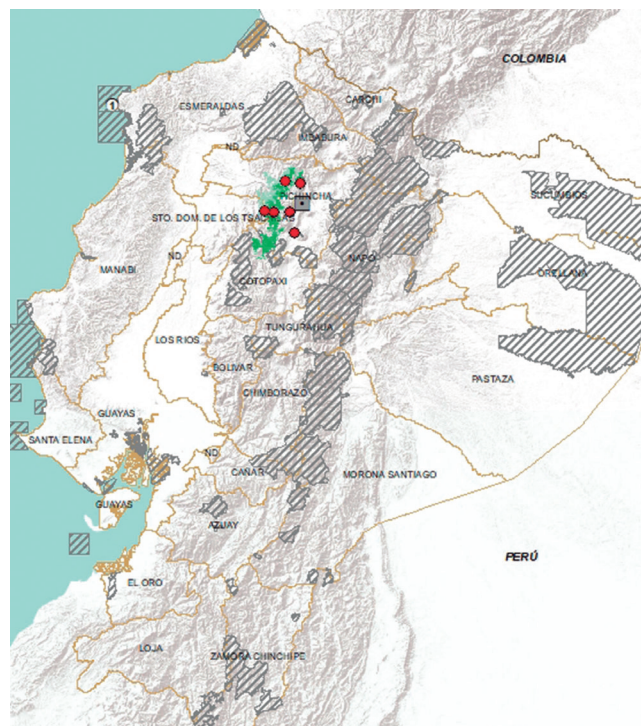 COLOMBIA
1
ESMERALDAS
CARCHI
IMBABURA
ND
PICHINCHA
SUCUMBIOS
STO. DOM. DE LOS TSACHILAS
ND
NAPO
MANABI
ORELLANA
COTOPAXI
LOS RIOS
TUNGURAHUA
BOLIVAR
PASTAZA
CHIMBORAZO
GUAYAS
SANTA ELENA
ND
CAÑAR
MORONA SANTIAGO
GUAYAS
AZUAY
PERÚ
EL ORO
LOJA
ZAMORA CHINCHIPE